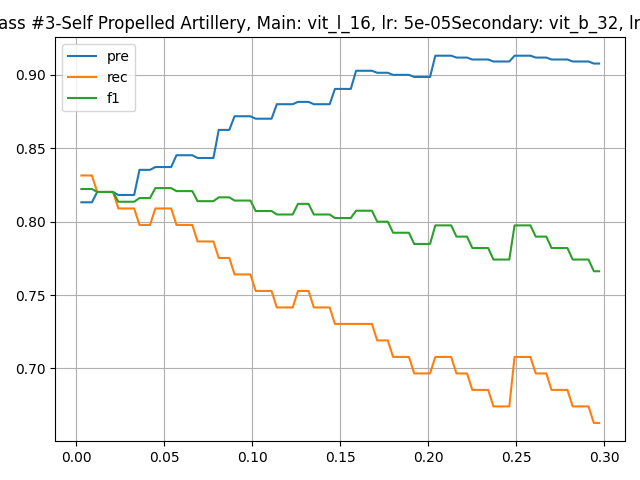 ass #3-Self Propelled Artillery, Main: vit_l_16, lr: 5e-05Secondary: vit_b_32, lr
pre
rec
f1
0.90
0.85
0.80
0.75
0.70
0.00 0.05 0.10 0.15 0.20 0.25 0.30